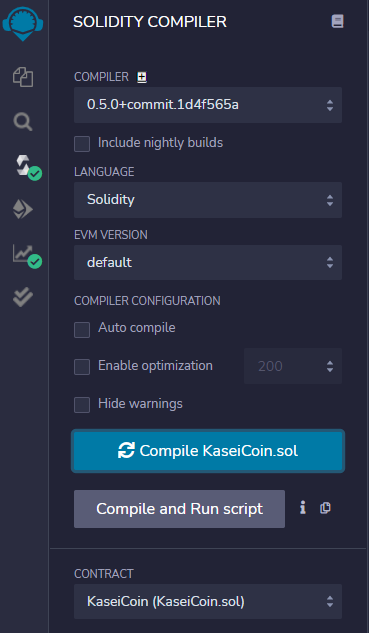 SOLIDITY COMPILER
COMPILER
0.5.0+commit.1d4f565a
Include nightly builds
LANGUAGE
Solidity
EVM VERSION
default
COMPILER CONFIGURATION
Auto compile
Enable optimization 200
Hide warnings
Compile KaseiCoin.sol
Compile and Run script
CONTRACT
KaseiCoin (KaseiCoin.sol)